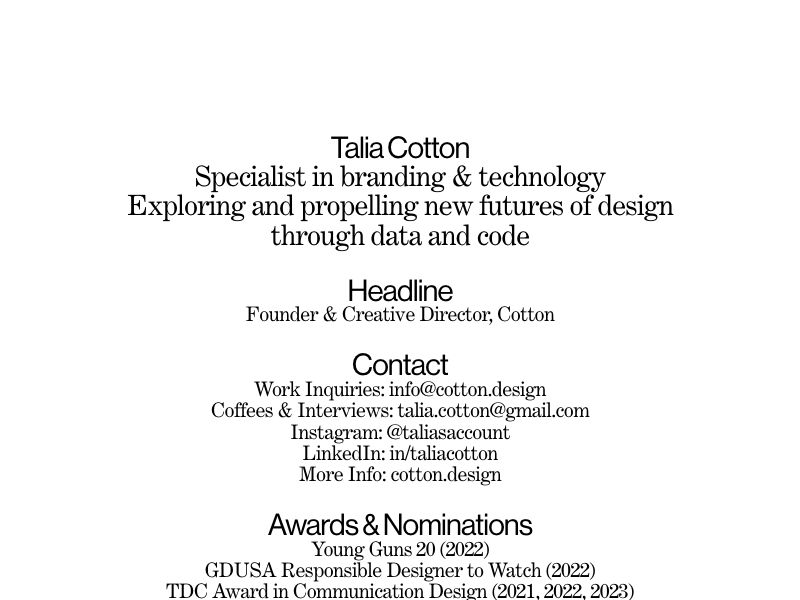 Talia Cotton
Specialist in branding & technology
Exploring and propelling new futures of design
through data and code
Headline
Founder & Creative Director, Cotton
Contact
Work Inquiries: info@cotton.design
Coffees & Interviews: talia.cotton@gmail.com
Instagram: @taliasaccount
LinkedIn: in/taliacotton
More Info: cotton.design
Awards & Nominations
Young Guns 20 (2022)
GDUSA Responsible Designer to Watch (2022)
TDC Award in Communication Design (2021, 2022, 2023)